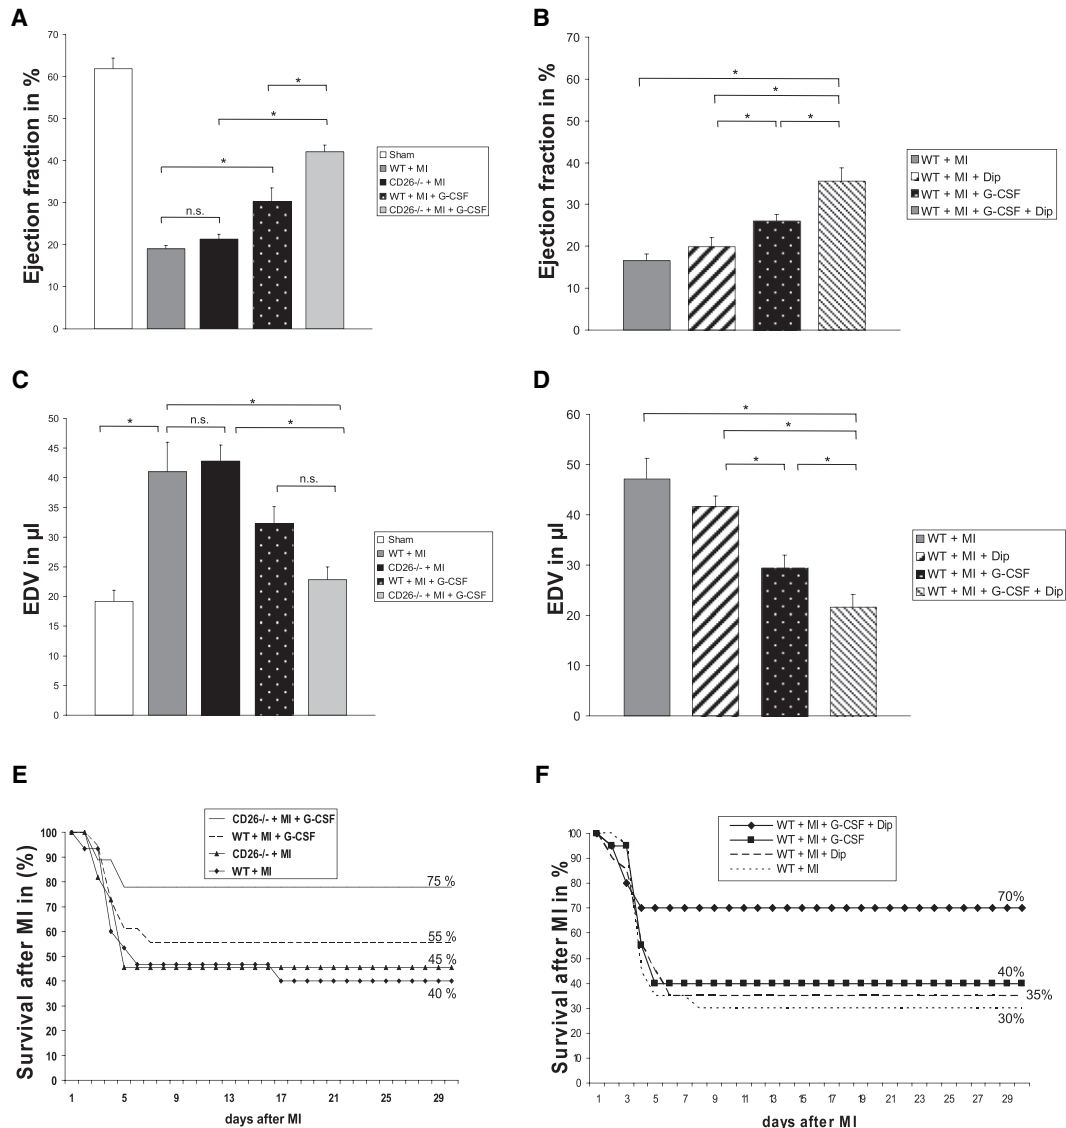 A
Ejection fraction in %
70
60
50
40
30
20
10
0
n.s.
*
*
*
Sham
WT + MI
CD26-/- + MI
WT + MI + G-CSF
CD26-/- + MI + G-CSF
B
Ejection fraction in %
70
60
50
40
30
20
10
0
*
*
*
*
WT + MI
WT + MI + Dip
WT + MI + G-CSF
WT + MI + G-CSF + Dip
C
EDV in µl
50
45
40
35
30
25
20
15
10
5
0
*
*
n.s.
*
n.s.
Sham
WT + MI
CD26-/- + MI
WT + MI + G-CSF
CD26-/- + MI + G-CSF
D
EDV in µl
60
50
40
30
20
10
0
*
*
*
*
WT + MI
WT + MI + Dip
WT + MI + G-CSF
WT + MI + G-CSF + Dip
E
Survival after MI in (%)
100
90
80
70
60
50
40
30
20
10
0
CD26-/- + MI + G-CSF
WT + MI + G-CSF
CD26-/- + MI
WT + MI
75 %
55 %
45 %
40 %
1 5 9 13 17 21 25 29
days after MI
F
Survival after MI in %
100
90
80
70
60
50
40
30
20
10
0
WT + MI + G-CSF + Dip
WT + MI + G-CSF
WT + MI + Dip
WT + MI
70%
40%
35%
30%
1 3 5 7 9 11 13 15 17 19 21 23 25 27 29
days after MI